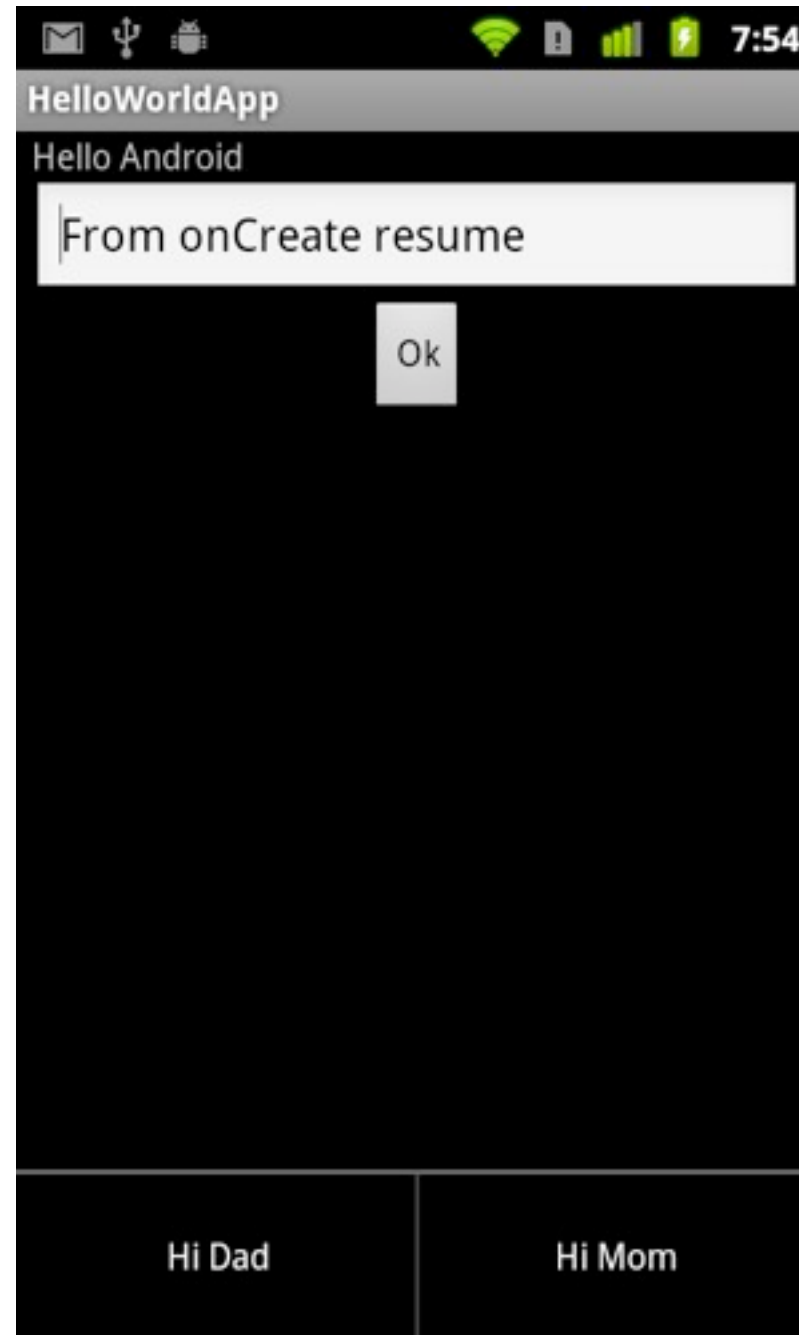 7:54
HelloWorldApp
Hello Android
From onCreate resume
Ok
Hi Dad
Hi Mom